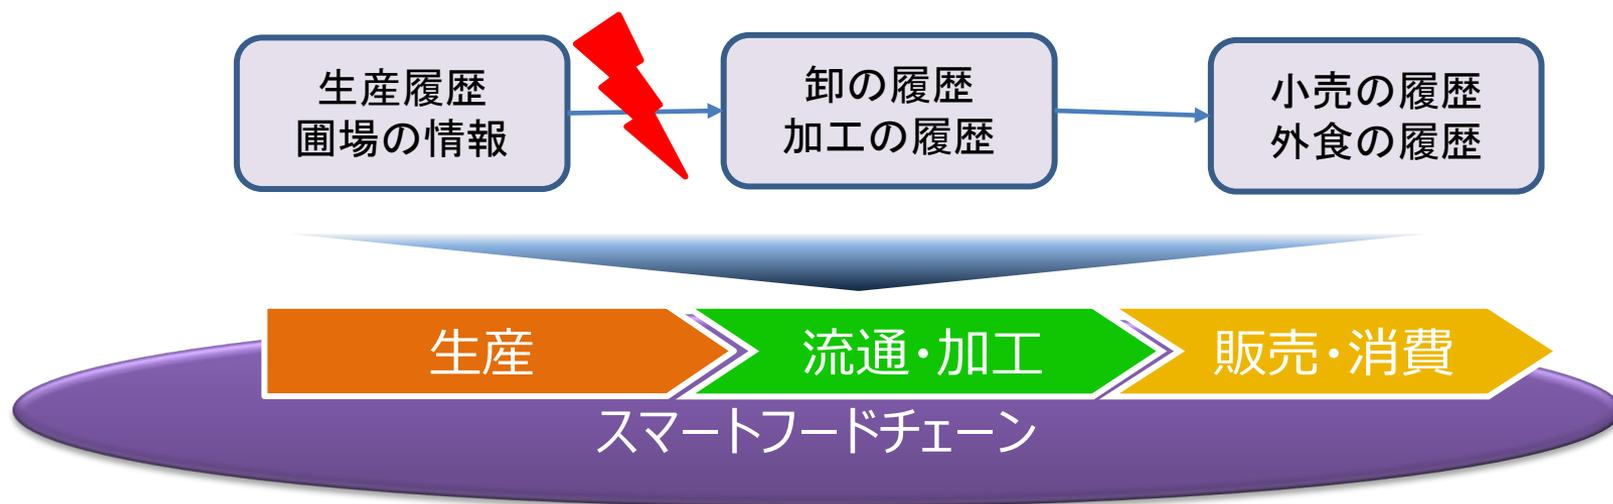 生産履歴
圃場の情報
卸の履歴
加工の履歴
小売の履歴
外食の履歴
生産
流通・加工
販売・消費
スマートフードチェーン